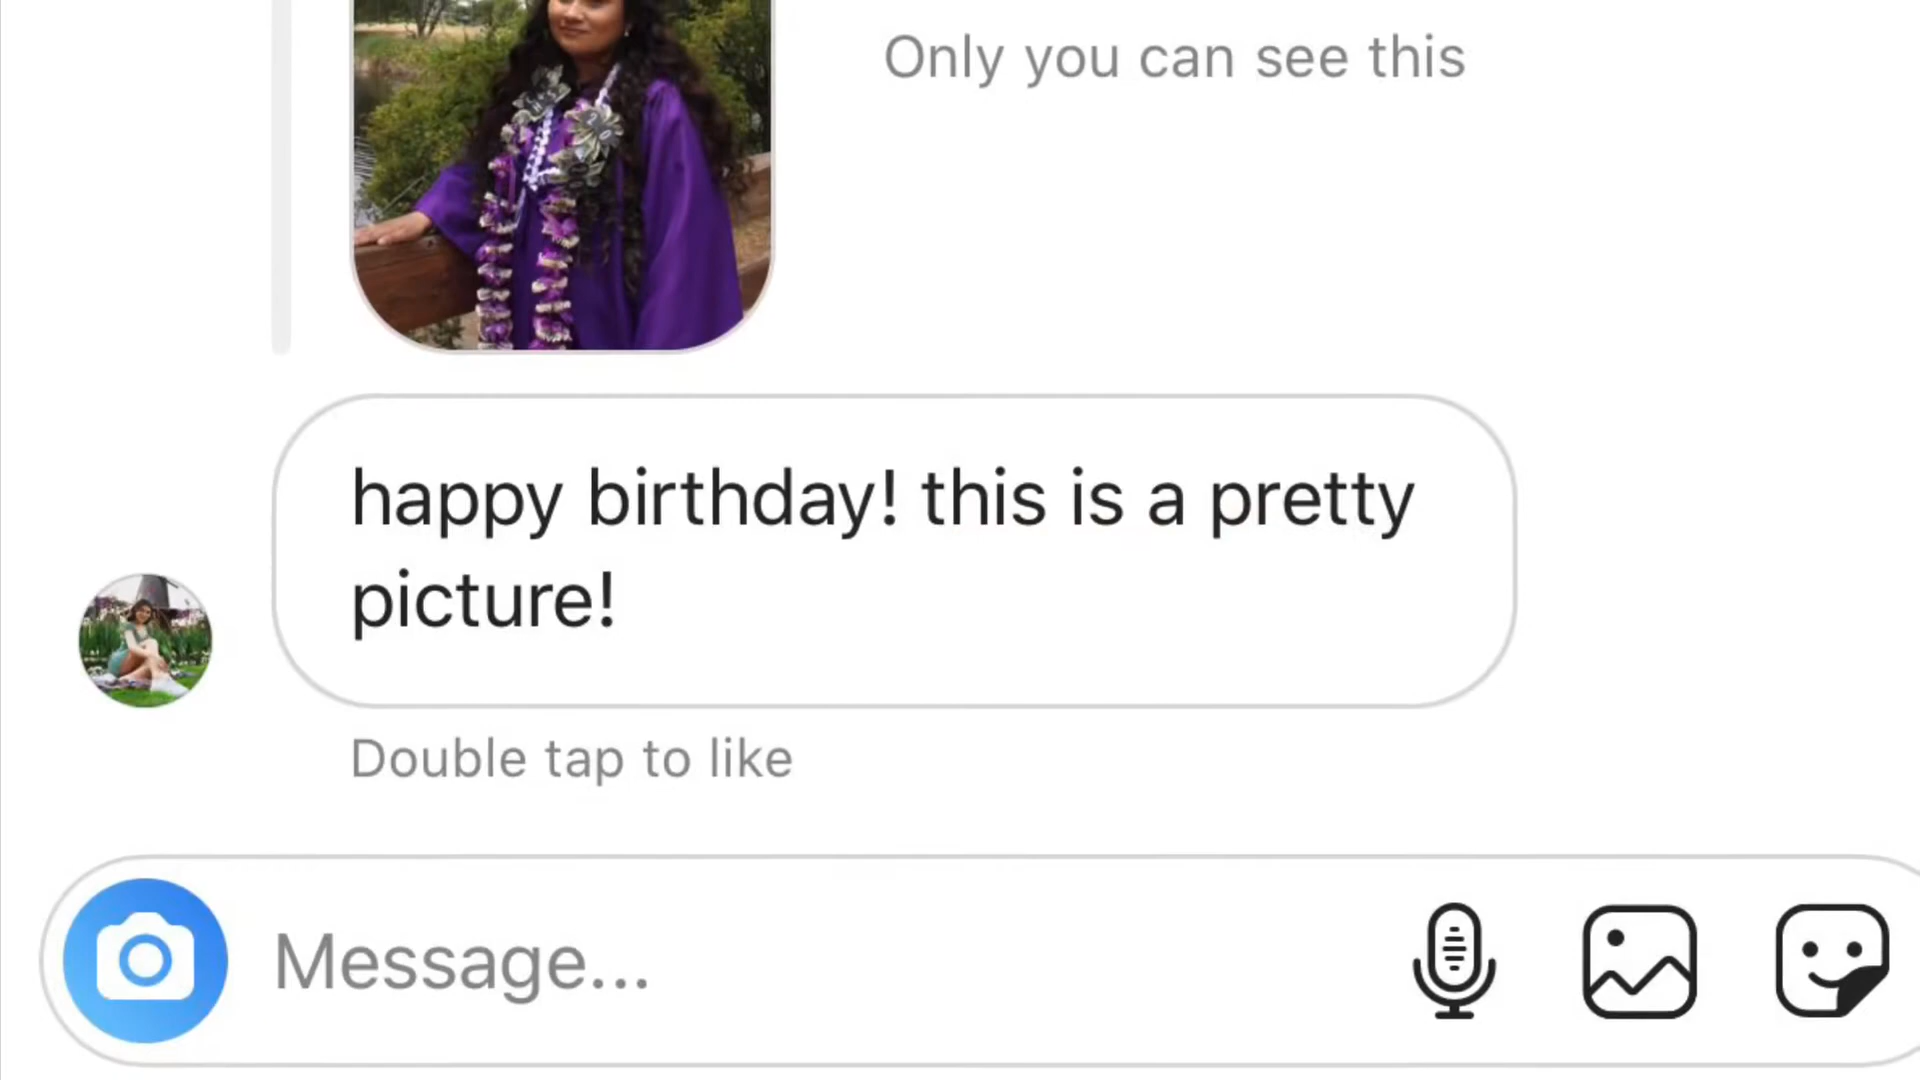 Only you can see this
happy birthday! this is a pretty
picture!
Double tap to like
Message...